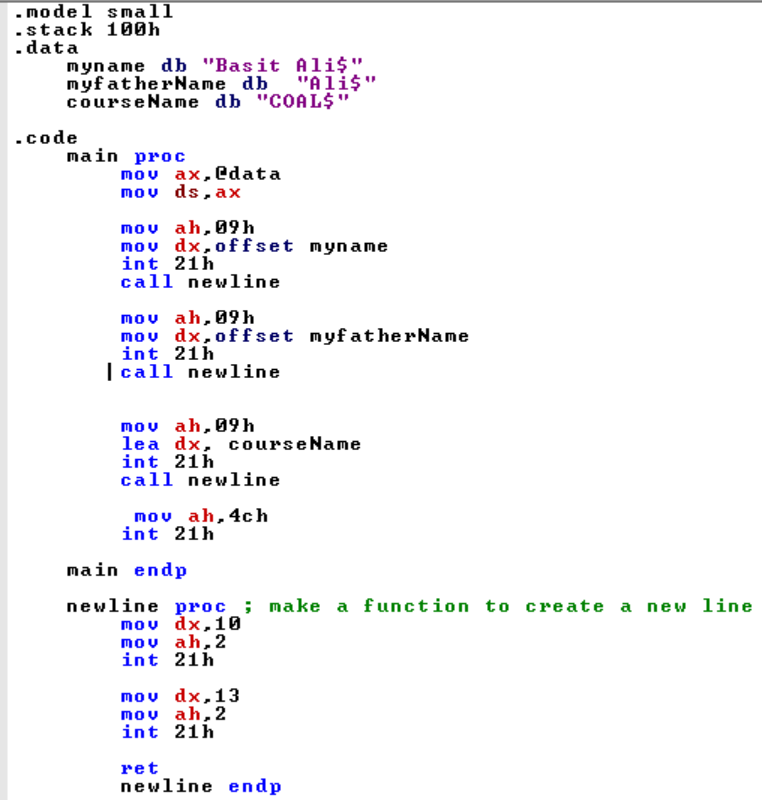 .model small
.stack 100h
.data
myname db "Basit Ali$"
myfatherName db  "Ali$"
courseName db "COAL$"
.code
main proc
mov ax,@data
mov ds,ax
mov ah,09h
mov dx,offset myname
int 21h
call newline
mov ah,09h
mov dx,offset myfatherName
int 21h
call newline
mov ah,09h
lea dx, courseName
int 21h
call newline
mov ah,4ch
int 21h
main endp
newline proc ; make a function to create a new line
mov dx,10
mov ah,2
int 21h
mov dx,13
mov ah,2
int 21h
ret
newline endp